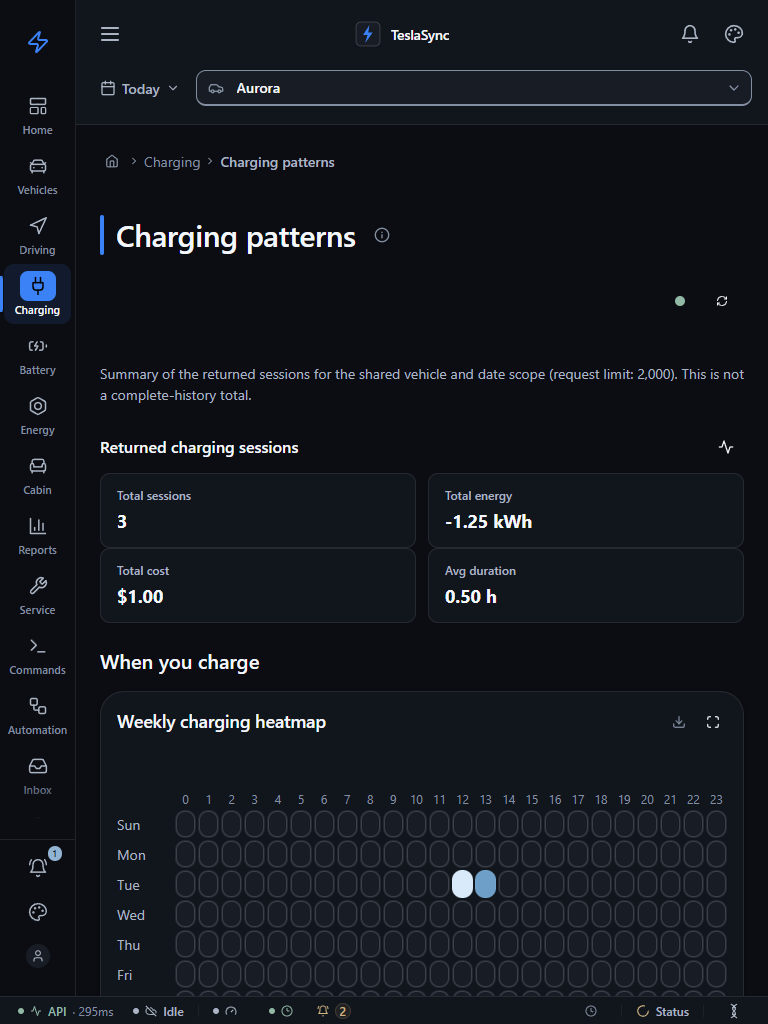 TeslaSync
Today
Aurora
Home
Vehicles
Driving
Charging
Battery
Energy
Cabin
Reports
Service
Commands
Automation
Inbox
1
Charging
Charging patterns
Charging patterns
Summary of the returned sessions for the shared vehicle and date scope (request limit: 2,000). This is not
a complete-history total.
Returned charging sessions
Total sessions
3
Total energy
-1.25 kWh
Total cost
$1.00
Avg duration
0.50 h
When you charge
Weekly charging heatmap
0 1 2 3 4 5 6 7 8 9 10 11 12 13 14 15 16 17 18 19 20 21 22 23
Sun
Mon
Tue
Wed
Thu
Fri
API · 295ms
Idle
2
Status